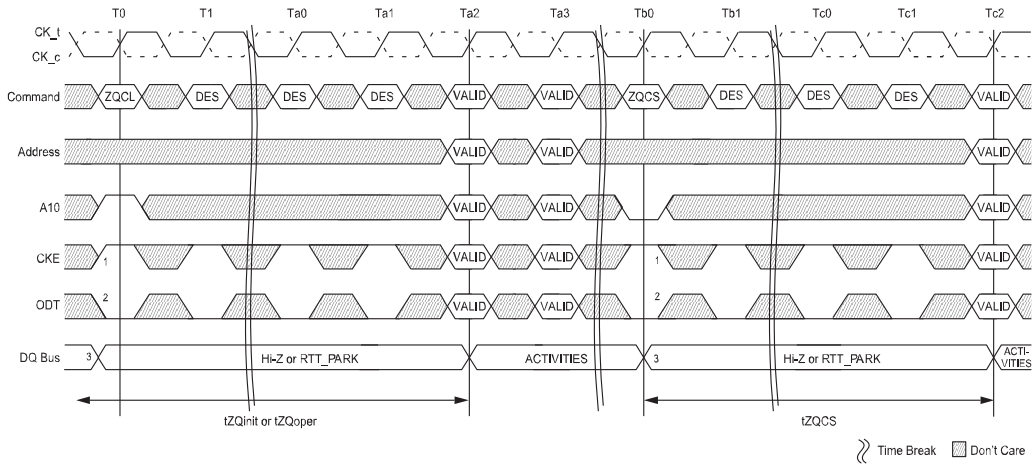 T0 T1 Ta0 Ta1 Ta2 Ta3 Tb0 Tb1 Tc0 Tc1 Tc2
CK_t
CK_c
Command ZQCL DES DES DES VALID VALID ZQCS DES DES DES VALID
Address VALID VALID VALID
A10 VALID VALID VALID
CKE 1 VALID VALID 1 VALID
ODT 2 VALID VALID 2 VALID
DQ Bus 3 Hi-Z or RTT_PARK ACTIVITIES 3 Hi-Z or RTT_PARK ACTI-
VITIES
tZQinit or tZQoper tZQCS
Time Break Don't Care